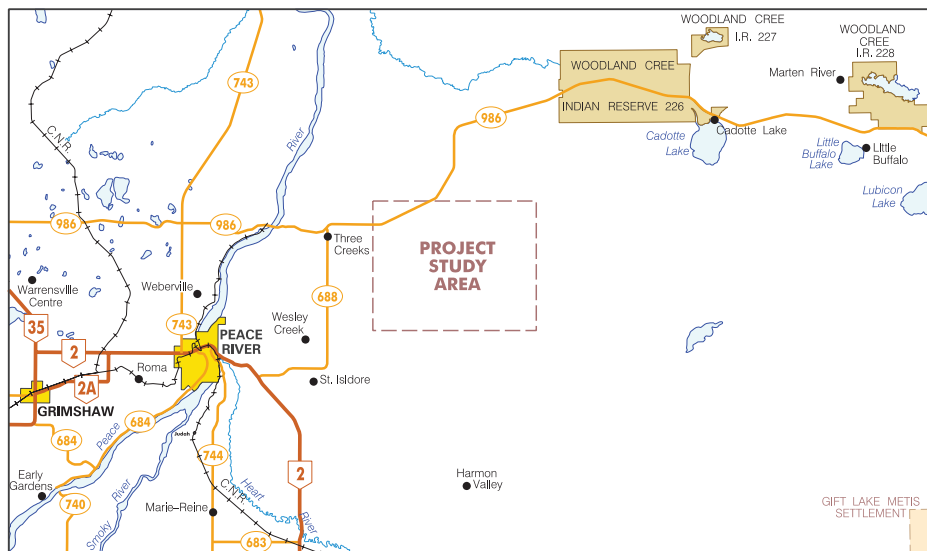 WOODLAND CREE
I.R. 227
WOODLAND
CREE
I.R. 228
743
WOODLAND CREE
Marten River
INDIAN RESERVE 226
C.N.R.
River
986
Cadotte Lake
Cadotte
Lake
Little
Buffalo
Lake
LIttle
Buffalo
Lubicon
Lake
986
986
Three
Creeks
PROJECT
STUDY
AREA
Warrensville
Centre
Weberville
688
35
743
Wesley
Creek
PEACE
RIVER
2
Roma
2A
St. Isldore
GRIMSHAW
684
Peace
684
Judah
744
2
Early
Gardens
River
C.N.R.
Heart
Harmon
Valley
740
Smoky
Marie-Reine
River
683
GIFT LAKE METIS
SETTLEMENT